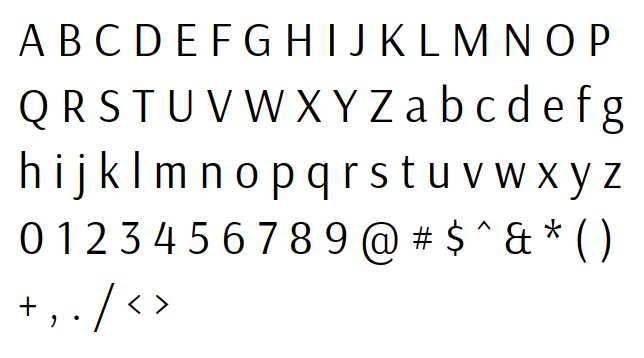 A B C D E F G H I J K L M N O P
Q R S T U V W X Y Z a b c d e f g
h i j k l m n o p q r s t u v w x y z
0 1 2 3 4 5 6 7 8 9 @ # $ ^ & * ( )
+ , . / < >